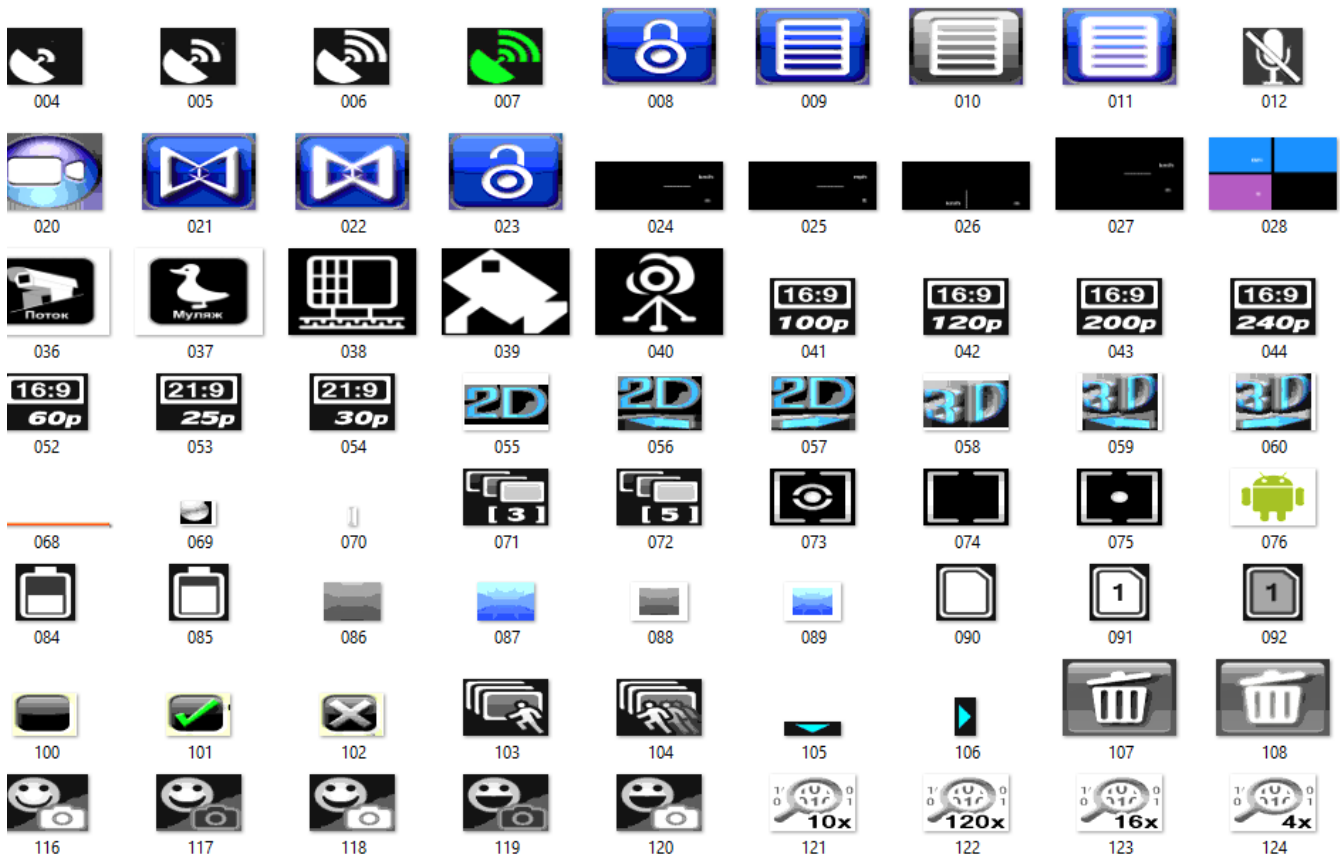 004 005 006 007 008 009 010 011 012
km/h mph km/h
m km/h m
020 021 022 023 024 025 026 027 028
Поток Муляж 16:9 16:9 16:9 16:9
100p 120p 200p 240p
036 037 038 039 040 041 042 043 044
16:9 21:9 21:9 2D 2D 2D 3D 3D 3D
60p 25p 30p
052 053 054 055 056 057 058 059 060
[ 3 ] [ 5 ]
068 069 070 071 072 073 074 075 076
1 1
084 085 086 087 088 089 090 091 092
100 101 102 103 104 105 106 107 108
10x 120x 16x 4x
116 117 118 119 120 121 122 123 124